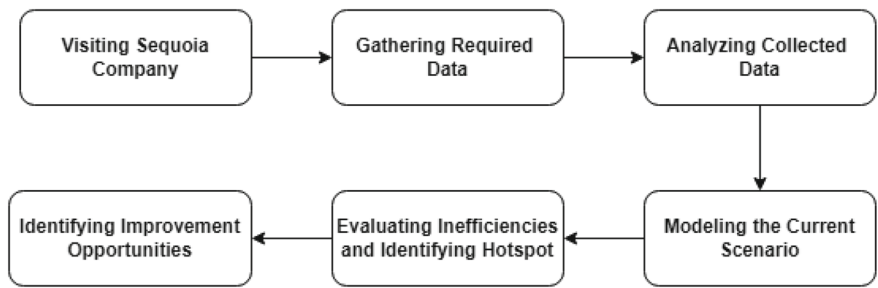 Visiting Sequoia
Company
Gathering Required
Data
Analyzing Collected
Data
Modeling the Current
Scenario
Evaluating Inefficiencies
and Identifying Hotspot
Identifying Improvement
Opportunities